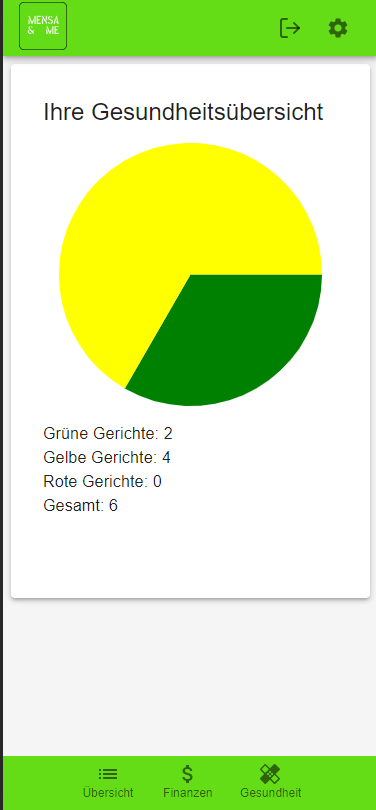 MENSA
& ME
Ihre Gesundheitsübersicht
Grüne Gerichte: 2
Gelbe Gerichte: 4
Rote Gerichte: 0
Gesamt: 6
Übersicht Finanzen Gesundheit